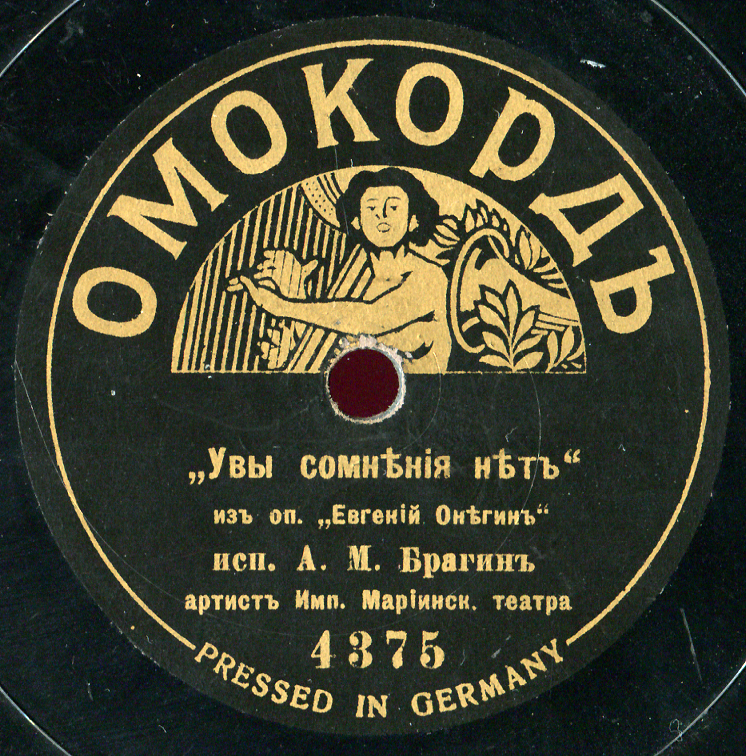 ОМОКОРДЪ
„Увы сомнѣнія нѣтъ“
изъ оп. „Евгеній Онѣгинъ“
исп. А. М. Брагинъ
артистъ Имп. Маріинск. театра
4375
PRESSED IN GERMANY